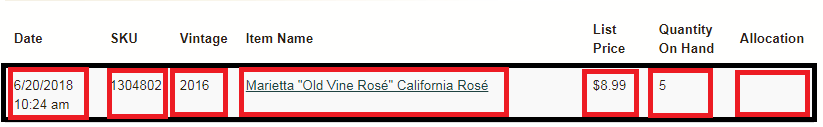 Date SKU Vintage Item Name List Price Quantity On Hand Allocation
6/20/2018 10:24 am 1304802 2016 Marietta "Old Vine Rosé" California Rosé $8.99 5